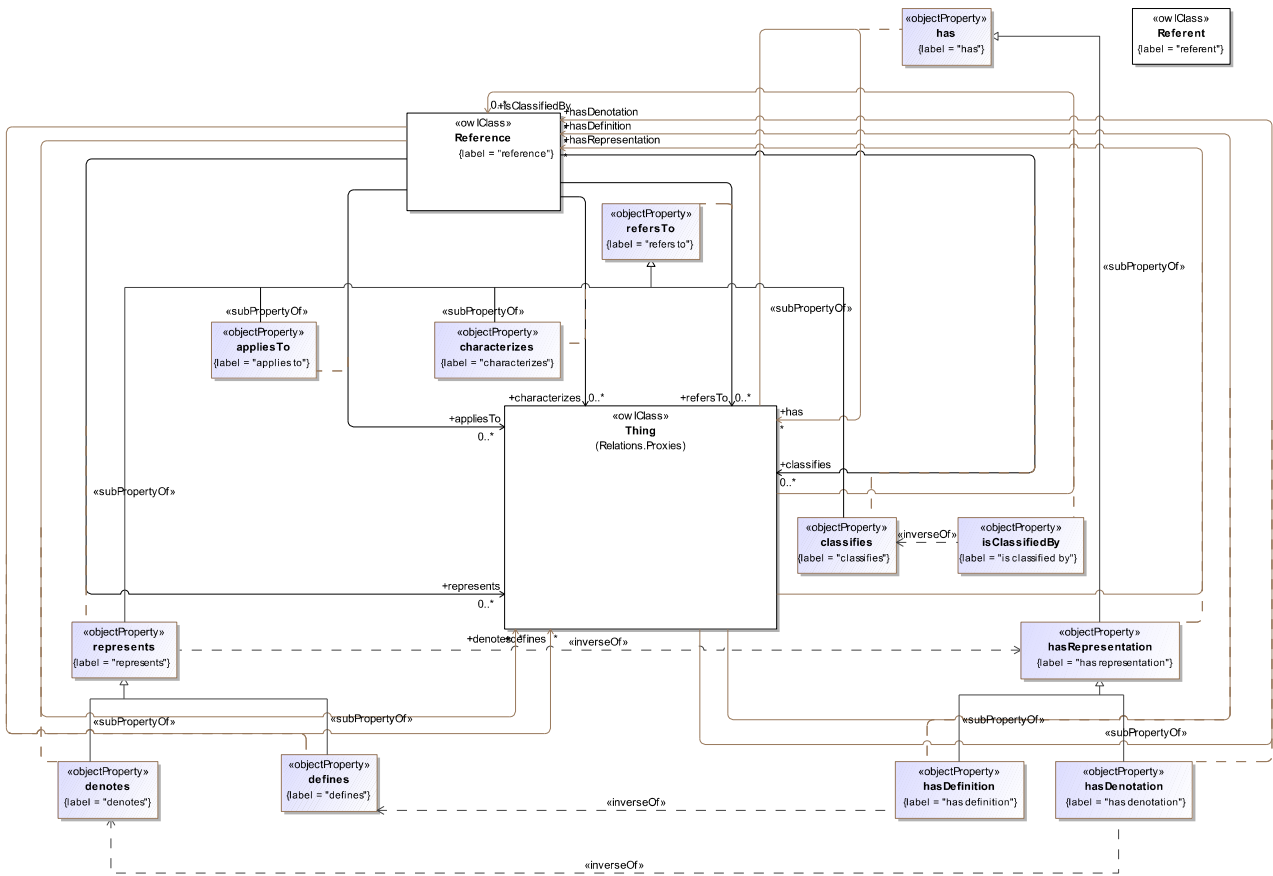 «objectProperty»
has
{label = "has"}
«owlClass»
Referent
{label = "referent"}
0..*
+isClassifiedBy
+hasDenotation
*
+hasDefinition
*
+hasRepresentation
*
«owlClass»
Reference
{label = "reference"}
«objectProperty»
refersTo
{label = "refers to"}
«subPropertyOf»
«subPropertyOf»
«subPropertyOf»
«subPropertyOf»
«objectProperty»
appliesTo
{label = "applies to"}
«objectProperty»
characterizes
{label = "characterizes"}
+characterizes
0..*
+refersTo
0..*
+appliesTo
0..*
«owlClass»
Thing
(Relations.Proxies)
+has
*
+classifies
0..*
«subPropertyOf»
«objectProperty»
classifies
{label = "classifies"}
«inverseOf»
«objectProperty»
isClassifiedBy
{label = "is classified by"}
+represents
0..*
+denotes
*
defines
*
«inverseOf»
«objectProperty»
represents
{label = "represents"}
«objectProperty»
hasRepresentation
{label = "has representation"}
«subPropertyOf»
«subPropertyOf»
«subPropertyOf»
«subPropertyOf»
«objectProperty»
denotes
{label = "denotes"}
«objectProperty»
defines
{label = "defines"}
«objectProperty»
hasDefinition
{label = "has definition"}
«objectProperty»
hasDenotation
{label = "has denotation"}
«inverseOf»
«inverseOf»